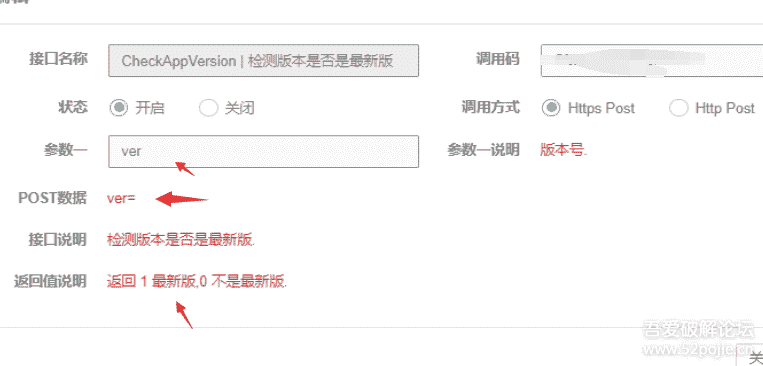 接口名称 CheckAppVersion | 检测版本是否是最新版 调用码
状态 开启 关闭 调用方式 Https Post Http Post
参数一 ver 参数一说明 版本号.
POST数据 ver=
接口说明 检测版本是否是最新版.
返回值说明 返回 1 最新版,0 不是最新版.
吾爱破解论坛
www.52pojie.cn
关